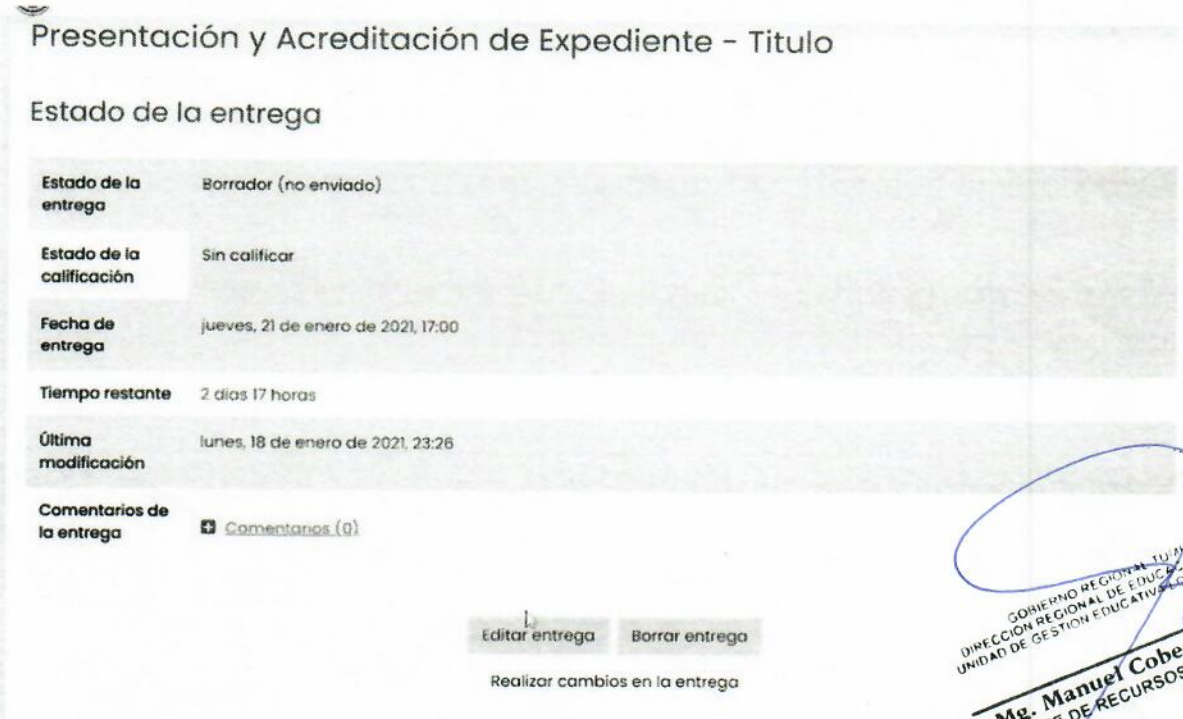 Presentación y Acreditación de Expediente - Titulo
Estado de la entrega
Estado de la entrega Borrador (no enviado)
Estado de la calificación Sin calificar
Fecha de entrega jueves, 21 de enero de 2021, 17:00
Tiempo restante 2 días 17 horas
Última modificación lunes, 18 de enero de 2021, 23:26
Comentarios de la entrega Comentarios (0)
Editar entrega Borrar entrega
Realizar cambios en la entrega
GOBIERNO REGIONAL
DIRECCION REGIONAL DE
UNIDAD DE GESTION EDUCATIVA
Mg. Manuel
DE RECURSOS